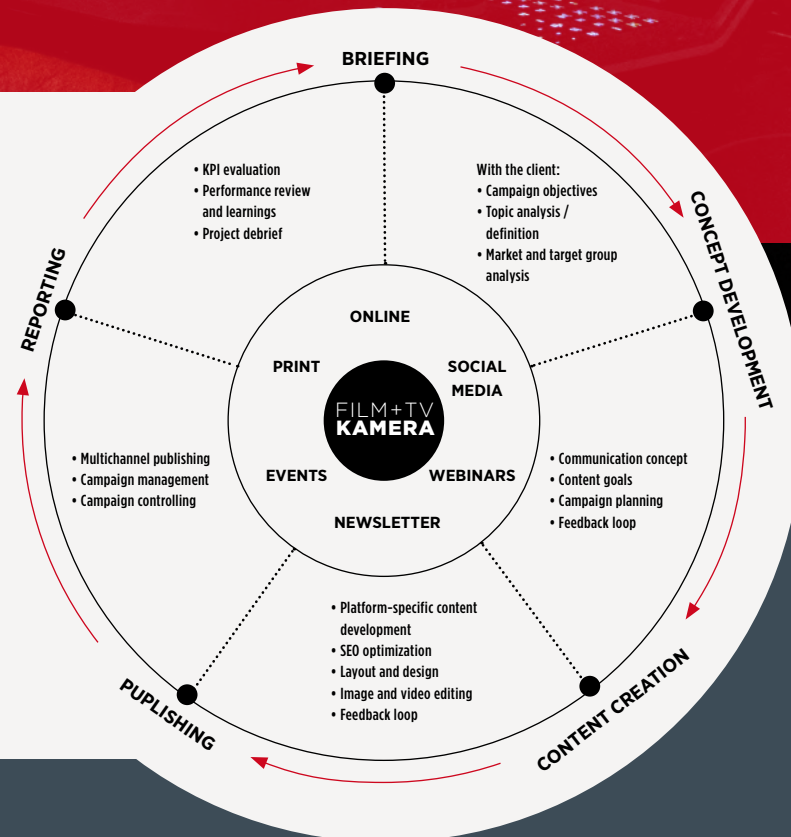 BRIEFING
With the client:
• Campaign objectives
• Topic analysis /
definition
• Market and target group
analysis
CONCEPT DEVELOPMENT
• Communication concept
• Content goals
• Campaign planning
• Feedback loop
CONTENT CREATION
• Platform-specific content
development
• SEO optimization
• Layout and design
• Image and video editing
• Feedback loop
PUPLISHING
• Multichannel publishing
• Campaign management
• Campaign controlling
REPORTING
• KPI evaluation
• Performance review
and learnings
• Project debrief
ONLINE
SOCIAL
MEDIA
WEBINARS
NEWSLETTER
EVENTS
PRINT
FILM+TV
KAMERA